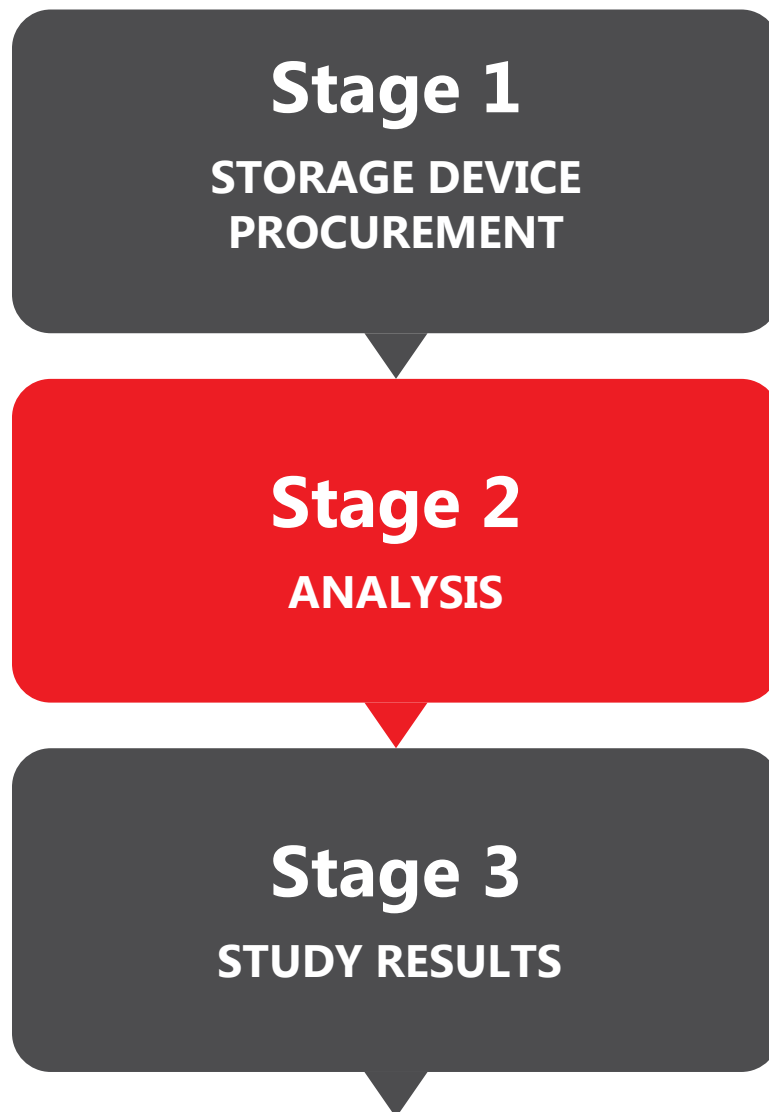 Stage 1
STORAGE DEVICE
PROCUREMENT
Stage 2
ANALYSIS
Stage 3
STUDY RESULTS